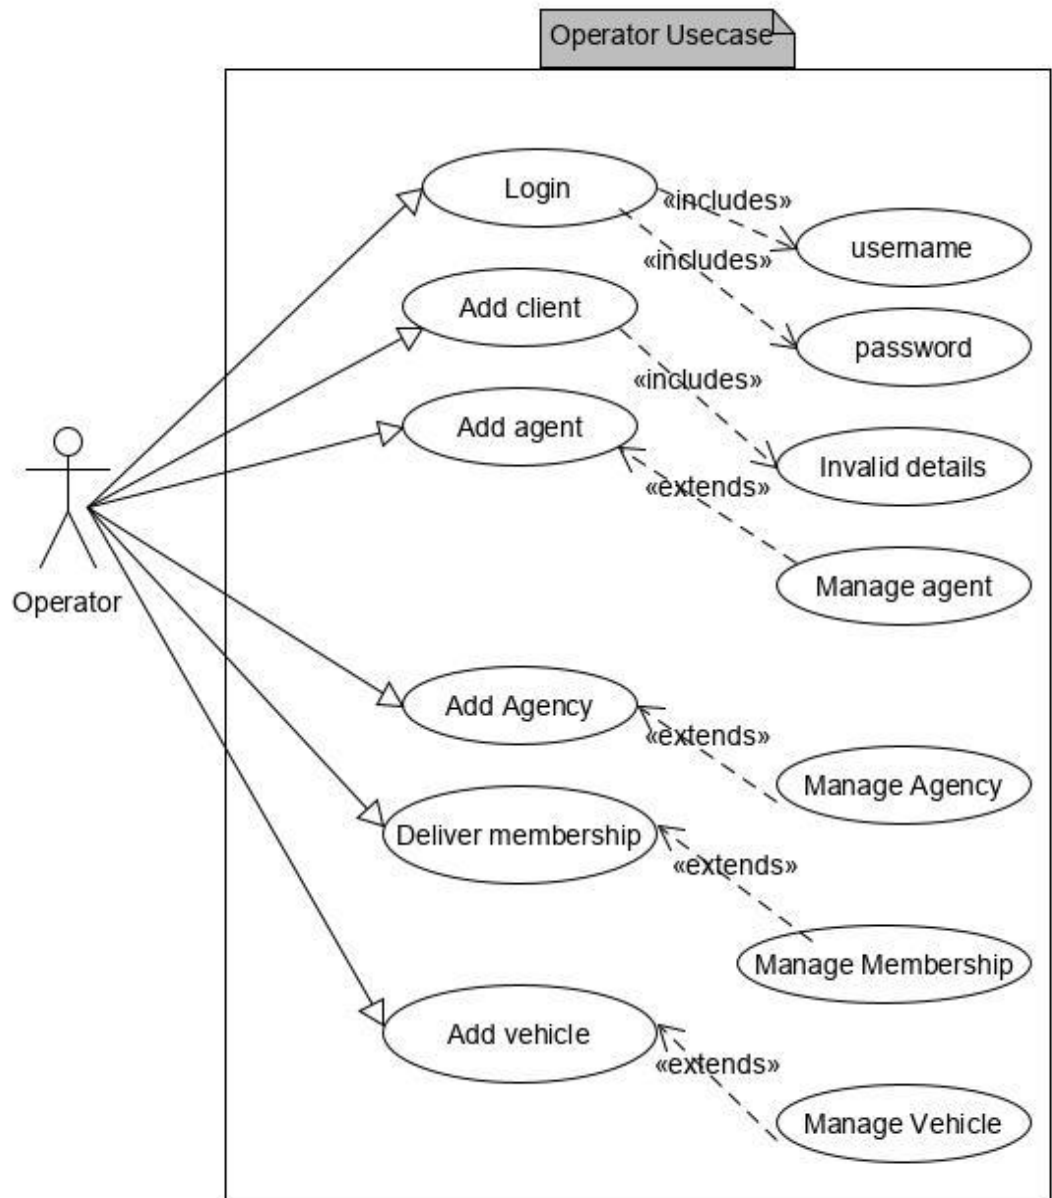 Operator Usecase
Login
«includes»
username
«includes»
Add client
password
«includes»
Add agent
Invalid details
«extends»
Manage agent
Operator
Add Agency
«extends»
Manage Agency
Deliver membership
«extends»
Manage Membership
Add vehicle
«extends»
Manage Vehicle